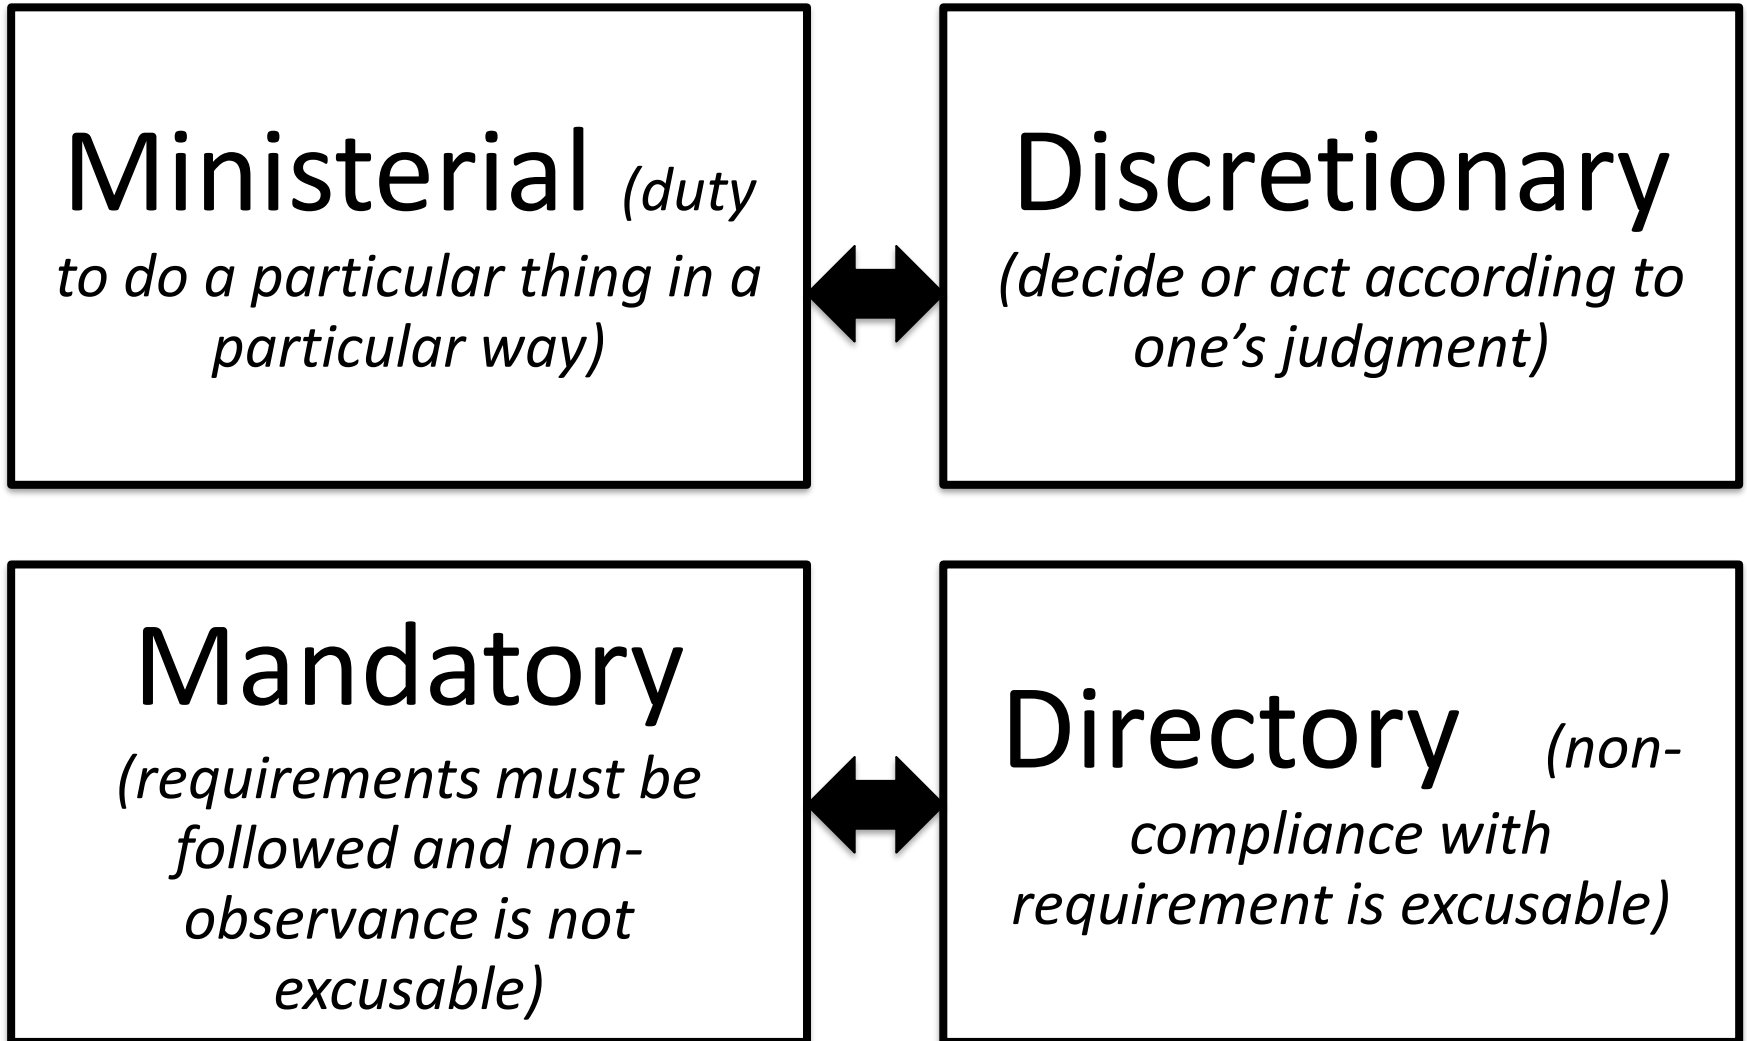 Ministerial (duty
to do a particular thing in a
particular way)
Discretionary
(decide or act according to
one’s judgment)
Mandatory
(requirements must be
followed and non-
observance is not
excusable)
Directory (non-
compliance with
requirement is excusable)